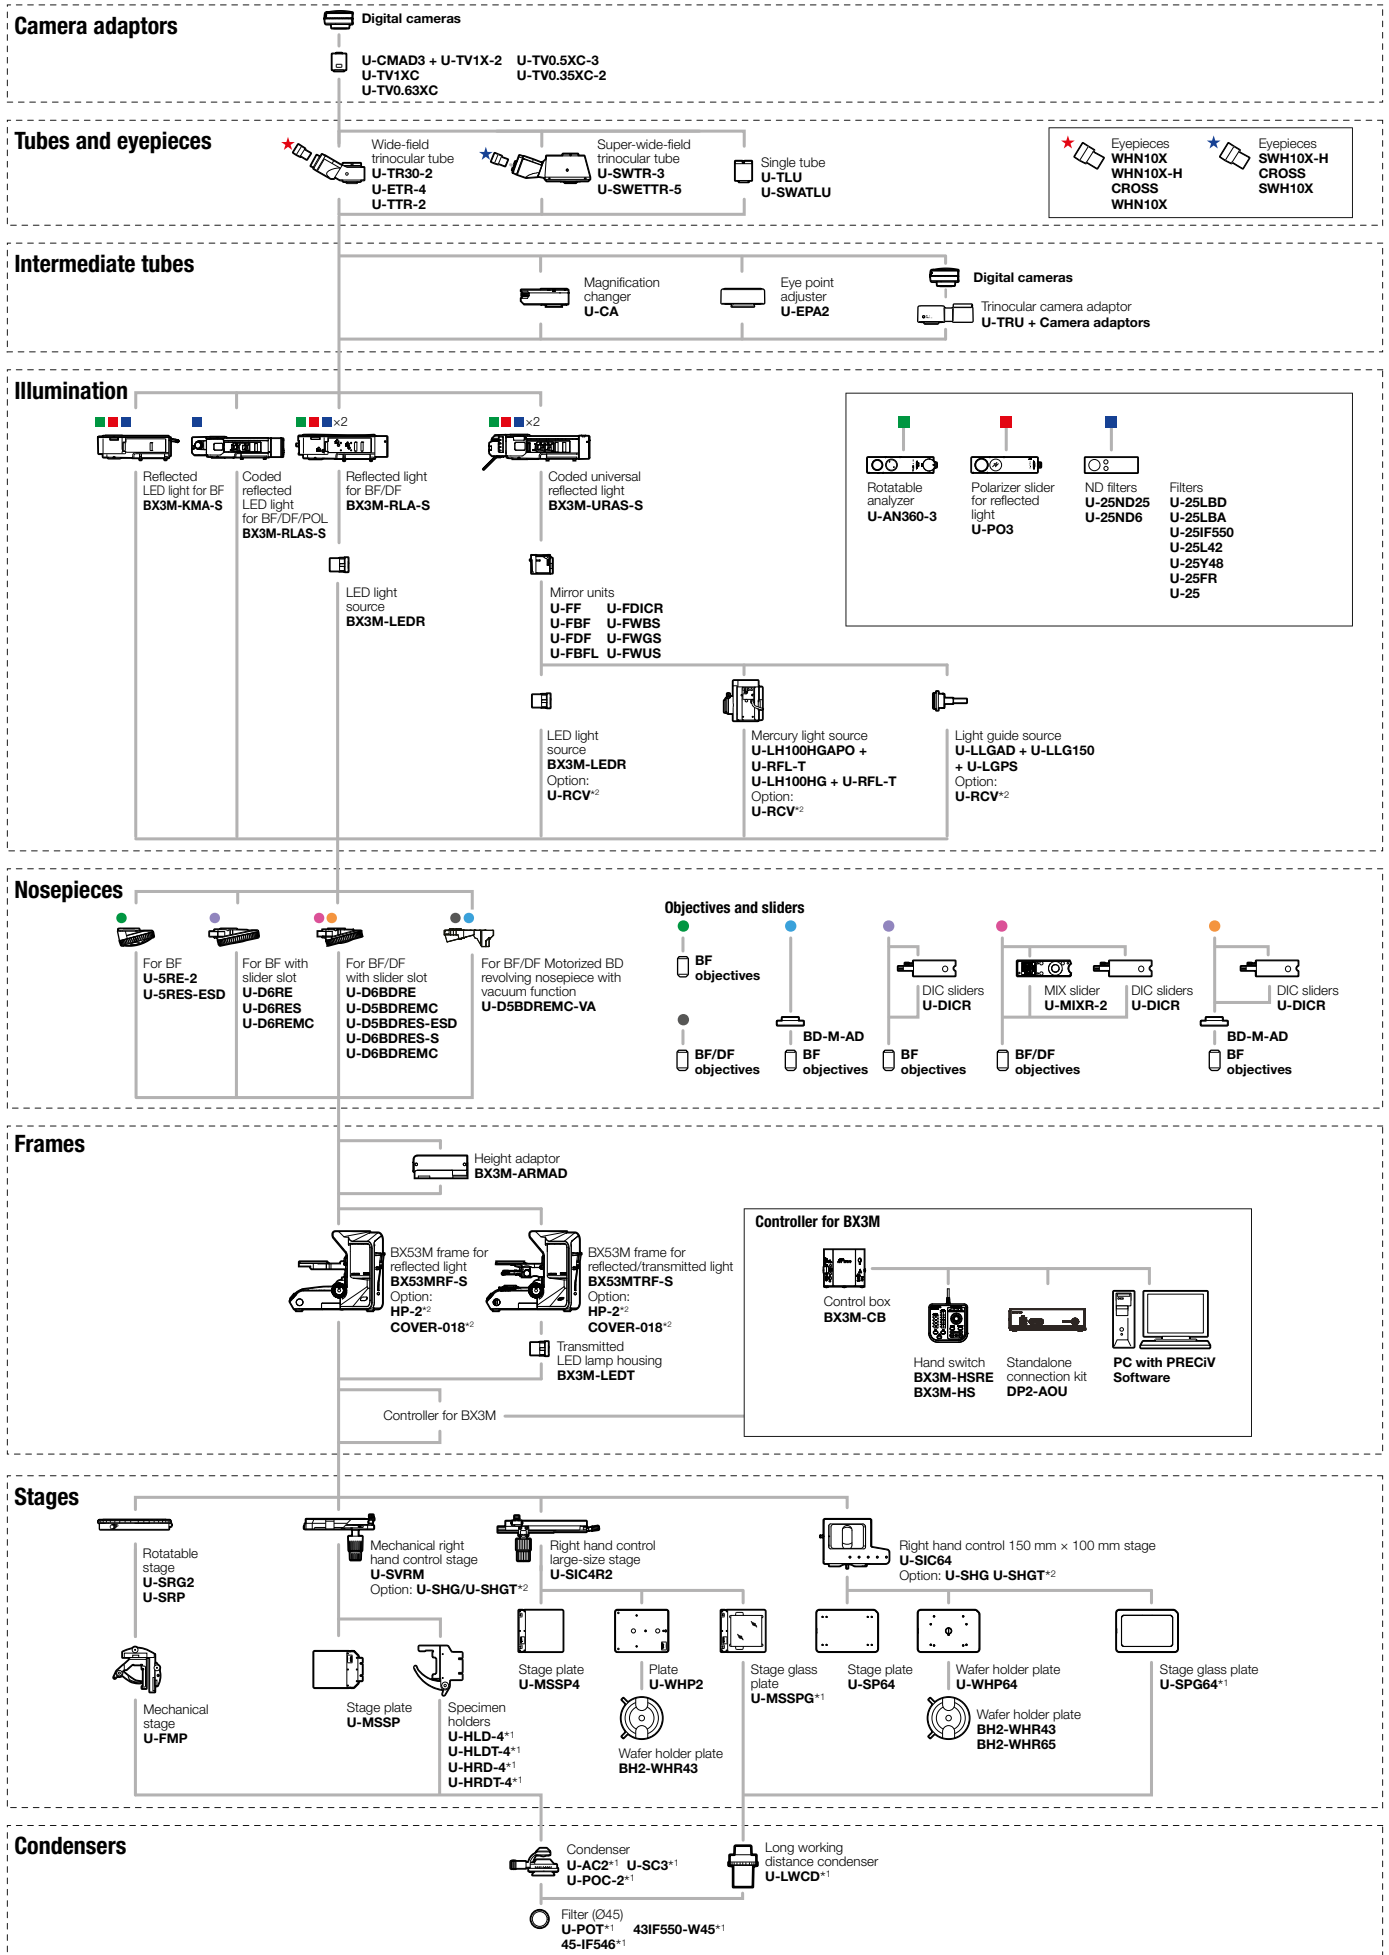 Camera adaptors
Digital cameras
U-CMAD3 + U-TV1X-2
U-TV1XC
U-TV0.63XC
U-TV0.5XC-3
U-TV0.35XC-2
Tubes and eyepieces
Wide-field
trinocular tube
U-TR30-2
U-ETR-4
U-TTR-2
Super-wide-field
trinocular tube
U-SWTR-3
U-SWETTR-5
Single tube
U-TLU
U-SWATLU
Eyepieces
WHN10X
WHN10X-H
CROSS
WHN10X
Eyepieces
SWH10X-H
CROSS
SWH10X
Intermediate tubes
Magnification
changer
U-CA
Eye point
adjuster
U-EPA2
Digital cameras
Trinocular camera adaptor
U-TRU + Camera adaptors
Illumination
×2
×2
Reflected
LED light for BF
BX3M-KMA-S
Coded
reflected
LED light
for BF/DF/POL
BX3M-RLAS-S
Reflected light
for BF/DF
BX3M-RLA-S
Coded universal
reflected light
BX3M-URAS-S
Rotatable
analyzer
U-AN360-3
Polarizer slider
for reflected
light
U-PO3
ND filters
U-25ND25
U-25ND6
Filters
U-25LBD
U-25LBA
U-25IF550
U-25L42
U-25Y48
U-25FR
U-25
LED light
source
BX3M-LEDR
Mirror units
U-FF U-FDICR
U-FBF U-FWBS
U-FDF U-FWGS
U-FBFL U-FWUS
LED light
source
BX3M-LEDR
Option:
U-RCV*2
Mercury light source
U-LH100HGAPO +
U-RFL-T
U-LH100HG + U-RFL-T
Option:
U-RCV*2
Light guide source
U-LLGAD + U-LLG150
+ U-LGPS
Option:
U-RCV*2
Nosepieces
For BF
U-5RE-2
U-5RES-ESD
For BF with
slider slot
U-D6RE
U-D6RES
U-D6REMC
For BF/DF
with slider slot
U-D6BDRE
U-D5BDREMC
U-D5BDRES-ESD
U-D6BDRES-S
U-D6BDREMC
For BF/DF Motorized BD
revolving nosepiece with
vacuum function
U-D5BDREMC-VA
Objectives and sliders
BF
objectives
BF/DF
objectives
BD-M-AD
BF
objectives
DIC sliders
U-DICR
BF
objectives
MIX slider
U-MIXR-2
DIC sliders
U-DICR
BF/DF
objectives
DIC sliders
U-DICR
BD-M-AD
BF
objectives
Frames
Height adaptor
BX3M-ARMAD
BX53M frame for
reflected light
BX53MRF-S
Option:
HP-2*2
COVER-018*2
BX53M frame for
reflected/transmitted light
BX53MTRF-S
Option:
HP-2*2
COVER-018*2
Transmitted
LED lamp housing
BX3M-LEDT
Controller for BX3M
Controller for BX3M
Control box
BX3M-CB
Hand switch
BX3M-HSRE
BX3M-HS
Standalone
connection kit
DP2-AOU
PC with PRECiV
Software
Stages
Rotatable
stage
U-SRG2
U-SRP
Mechanical right
hand control stage
U-SVRM
Option: U-SHG/U-SHGT*2
Right hand control
large-size stage
U-SIC4R2
Right hand control 150 mm × 100 mm stage
U-SIC64
Option: U-SHG U-SHGT*2
Mechanical
stage
U-FMP
Stage plate
U-MSSP
Specimen
holders
U-HLD-4*1
U-HLDT-4*1
U-HRD-4*1
U-HRDT-4*1
Stage plate
U-MSSP4
Plate
U-WHP2
Wafer holder plate
BH2-WHR43
Stage glass
plate
U-MSSPG*1
Stage plate
U-SP64
Wafer holder plate
U-WHP64
Wafer holder plate
BH2-WHR43
BH2-WHR65
Stage glass plate
U-SPG64*1
Condensers
Condenser
U-AC2*1 U-SC3*1
U-POC-2*1
Long working
distance condenser
U-LWCD*1
Filter (Ø45)
U-POT*1 43IF550-W45*1
45-IF546*1